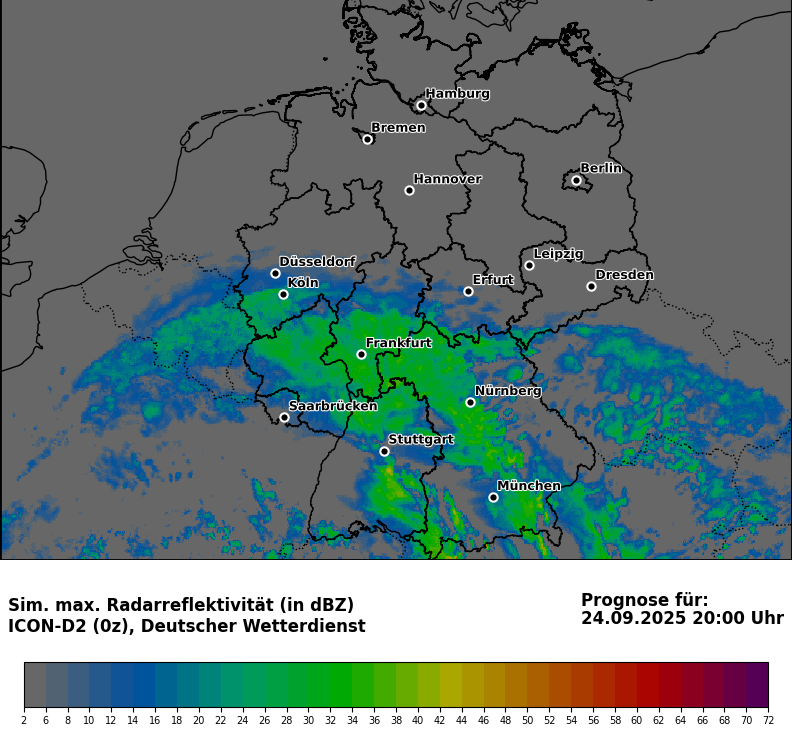 Hamburg
Bremen
Berlin
Hannover
Leipzig
Düsseldorf
Dresden
Köln
Erfurt
Frankfurt
Nürnberg
Saarbrücken
Stuttgart
München
Sim. max. Radarreflektivität (in dBZ)
ICON-D2 (0z), Deutscher Wetterdienst
Prognose für:
24.09.2025 20:00 Uhr
2 6 8 10 12 14 16 18 20 22 24 26 28 30 32 34 36 38 40 42 44 46 48 50 52 54 56 58 60 62 64 66 68 70 72